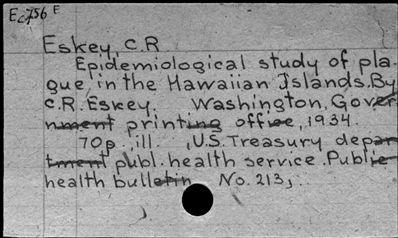 Ec756 E
Eskey, C.R
Epidemiological study of pla-
gue in the Hawaiian Islands. By
C.R. Eskey. Washington, Gover
nment printing office, 1934.
70p. ill. (U.S. Treasury depar
tment publ. health service. Public
health bulletin No. 213)